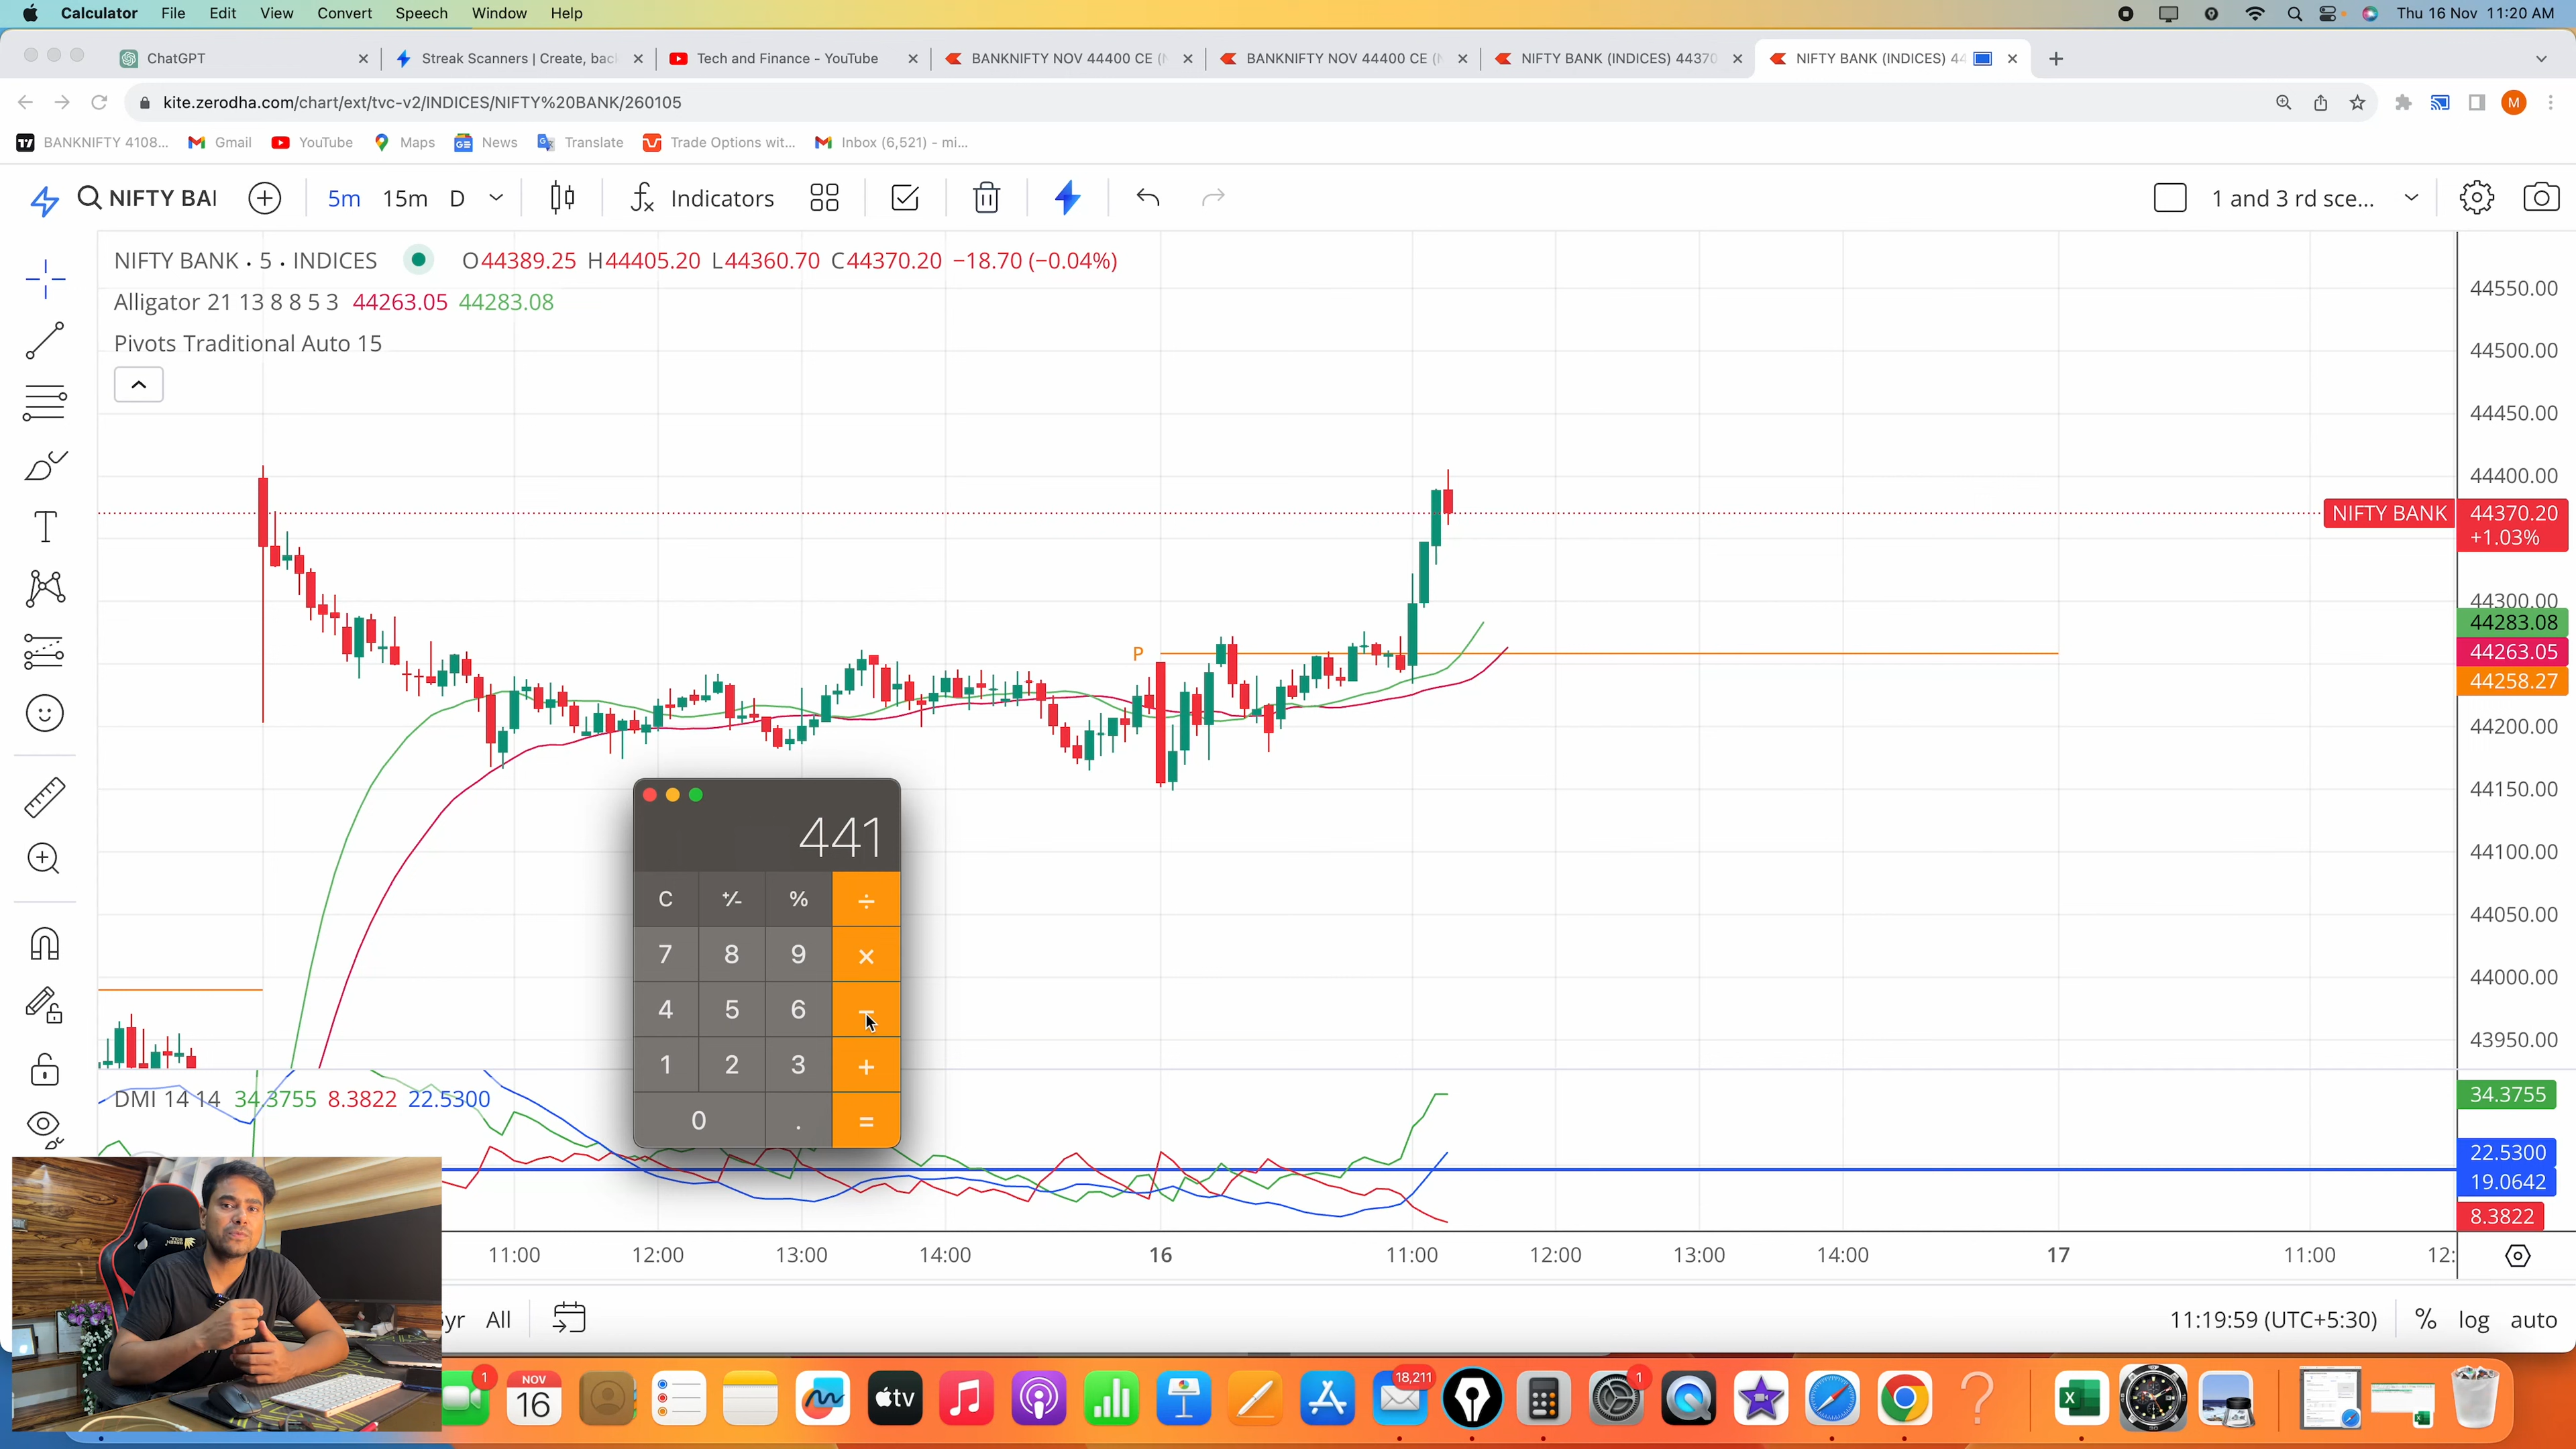 Calculator File Edit View Convert Speech Window Help Thu 16 Nov 11:20 AM
ChatGPT Streak Scanners | Create, bac Tech and Finance - YouTube BANKNIFTY NOV 44400 CE (N BANKNIFTY NOV 44400 CE (N NIFTY BANK (INDICES) 44370 NIFTY BANK (INDICES) 44
kite.zerodha.com/chart/ext/tvc-v2/INDICES/NIFTY%20BANK/260105 M
BANKNIFTY 4108... Gmail YouTube Maps News Translate Trade Options wit... Inbox (6,521) - mi...
NIFTY BAI 5m 15m D Indicators 1 and 3 rd sce...
NIFTY BANK · 5 · INDICES O44389.25 H44405.20 L44360.70 C44370.20 −18.70 (−0.04%)
Alligator 21 13 8 8 5 3 44263.05 44283.08
Pivots Traditional Auto 15
44550.00
44500.00
44450.00
44400.00
NIFTY BANK 44370.20
+1.03%
44300.00
44283.08
P 44263.05
44258.27
44200.00
44150.00
44100.00
44050.00
44000.00
43950.00
441
C +/- % ÷
7 8 9 ×
4 5 6 −
1 2 3 +
0 . =
DMI 14 14 34.3755 8.3822 22.5300
34.3755
22.5300
19.0642
8.3822
11:00 12:00 13:00 14:00 16 11:00 12:00 13:00 14:00 17 11:00 12:
yr All 11:19:59 (UTC+5:30) % log auto
1 NOV 16 tv 18,211 1